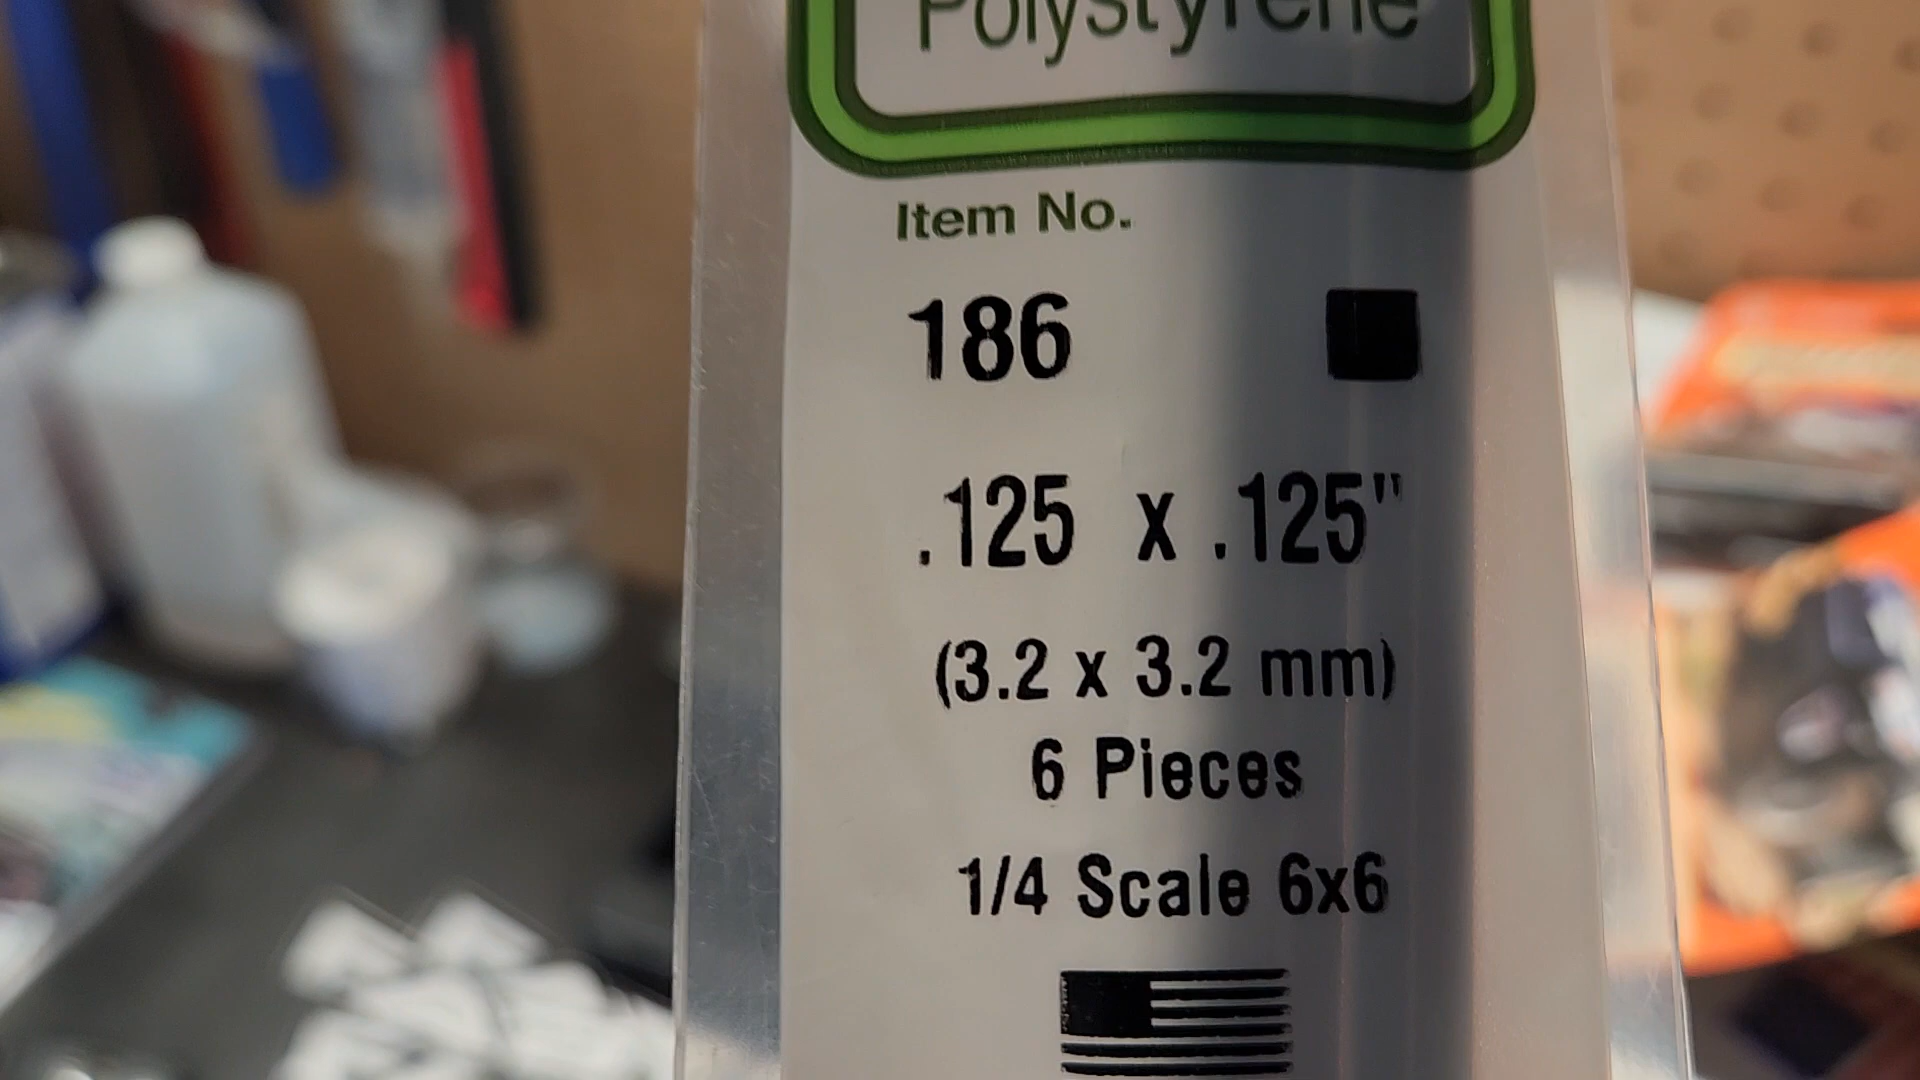 Polystyrene
Item No.
186
.125 x .125"
(3.2 x 3.2 mm)
6 Pieces
1/4 Scale 6x6